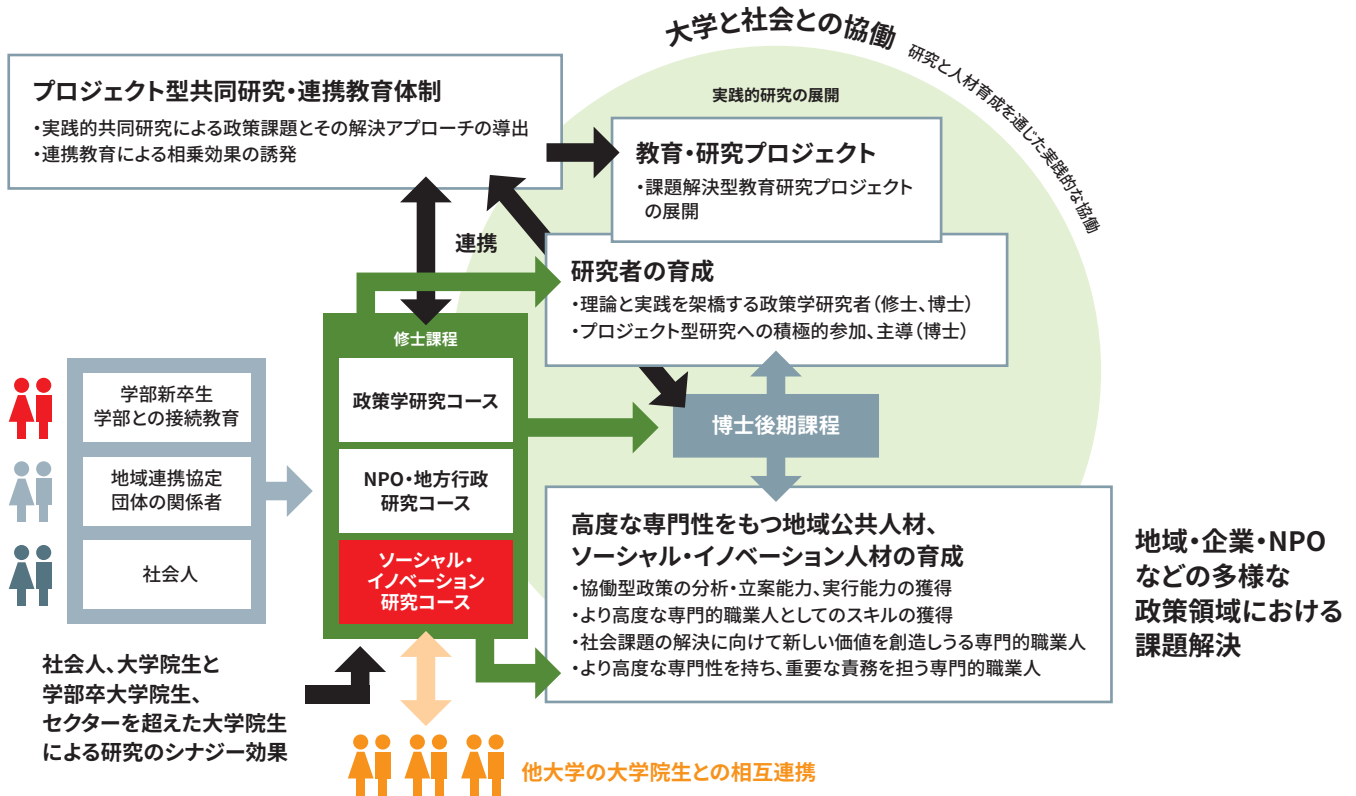 大学と社会との協働
研究と人材育成を通じた実践的な協働
プロジェクト型共同研究・連携教育体制
・実践的共同研究による政策課題とその解決アプローチの導出
・連携教育による相乗効果の誘発
実践的研究の展開
教育・研究プロジェクト
・課題解決型教育研究プロジェクト
の展開
連携
研究者の育成
・理論と実践を架橋する政策学研究者（修士、博士）
・プロジェクト型研究への積極的参加、主導（博士）
修士課程
政策学研究コース
NPO・地方行政
研究コース
ソーシャル・
イノベーション
研究コース
学部新卒生
学部との接続教育
地域連携協定
団体の関係者
社会人
博士後期課程
高度な専門性をもつ地域公共人材、
ソーシャル・イノベーション人材の育成
・協働型政策の分析・立案能力、実行能力の獲得
・より高度な専門的職業人としてのスキルの獲得
・社会課題の解決に向けて新しい価値を創造しうる専門的職業人
・より高度な専門性を持ち、重要な責務を担う専門的職業人
地域・企業・NPO
などの多様な
政策領域における
課題解決
社会人、大学院生と
学部卒大学院生、
セクターを超えた大学院生
による研究のシナジー効果
他大学の大学院生との相互連携